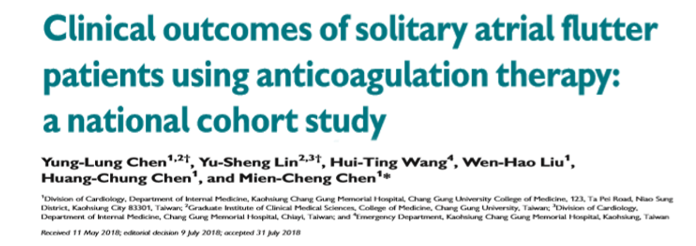 Clinical outcomes of solitary atrial flutter
patients using anticoagulation therapy:
a national cohort study
Yung-Lung Chen1,2†, Yu-Sheng Lin2,3†, Hui-Ting Wang4, Wen-Hao Liu1,
Huang-Chung Chen1, and Mien-Cheng Chen1*
1Division of Cardiology, Department of Internal Medicine, Kaohsiung Chang Gung Memorial Hospital, Chang Gung University College of Medicine, 123, Ta Pei Road, Niao Sung
District, Kaohsiung City 83301, Taiwan; 2Graduate Institute of Clinical Medical Sciences, College of Medicine, Chang Gung University, Taiwan; 3Division of Cardiology,
Department of Internal Medicine, Chang Gung Memorial Hospital, Chiayi, Taiwan; and 4Emergency Department, Kaohsiung Chang Gung Memorial Hospital, Kaohsiung, Taiwan
Received 11 May 2018; editorial decision 9 July 2018; accepted 31 July 2018